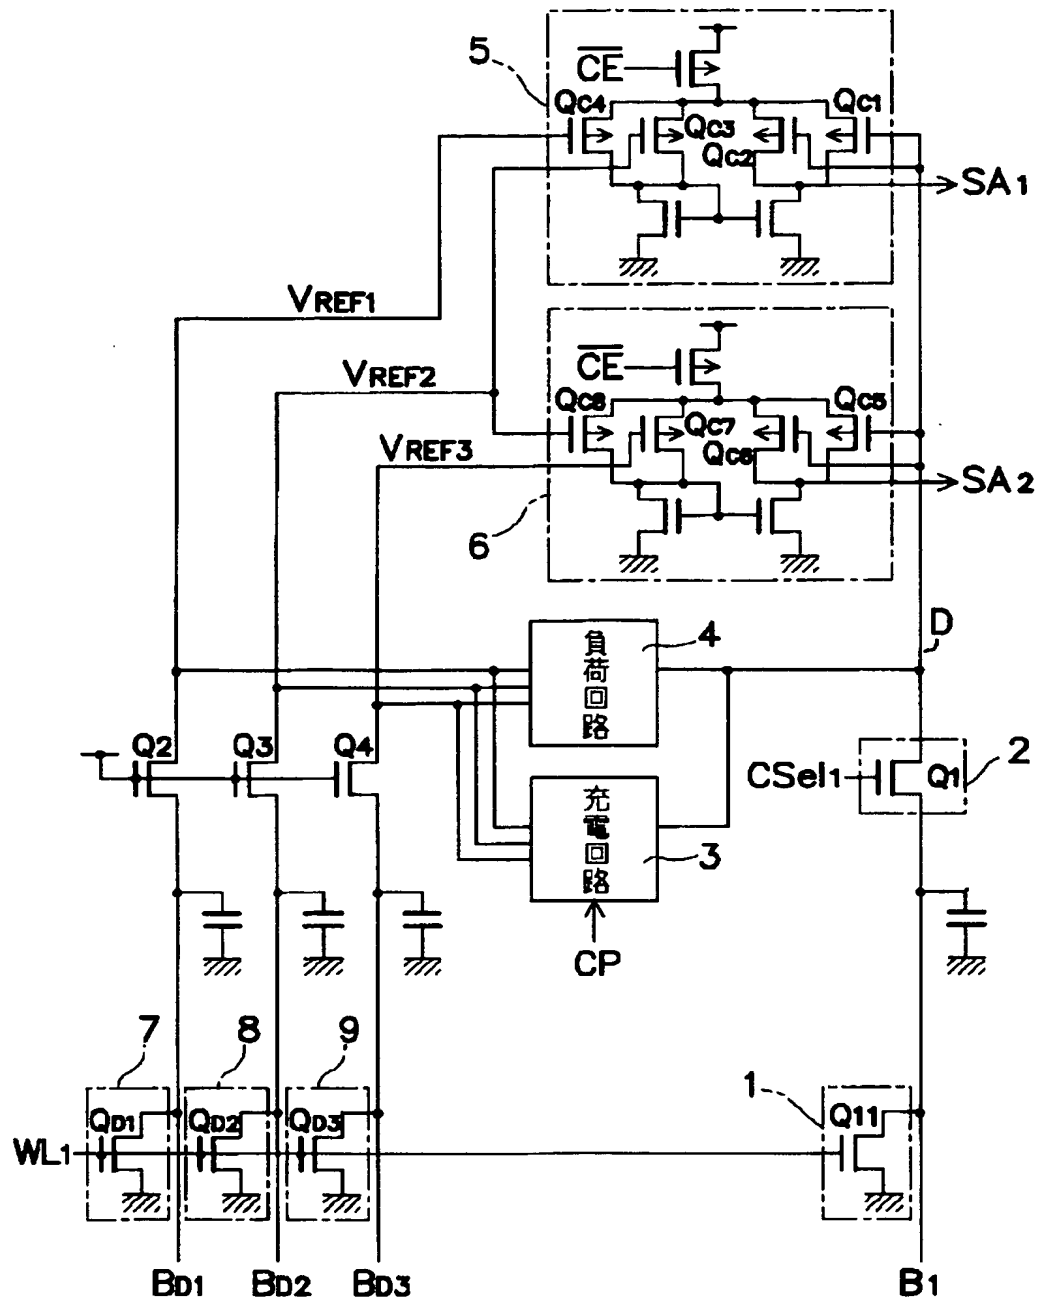 5
CE
QC4
QC1
QC3
QC2
SA1
VREF1
CE
VREF2
QC8
QC5
QC7
QC6
VREF3
SA2
6
D
4
負荷回路
Q2
Q3
Q4
2
CSel1
Q1
充電回路
3
CP
7
8
9
1
QD1
QD2
QD3
Q11
WL1
BD1
BD2
BD3
B1